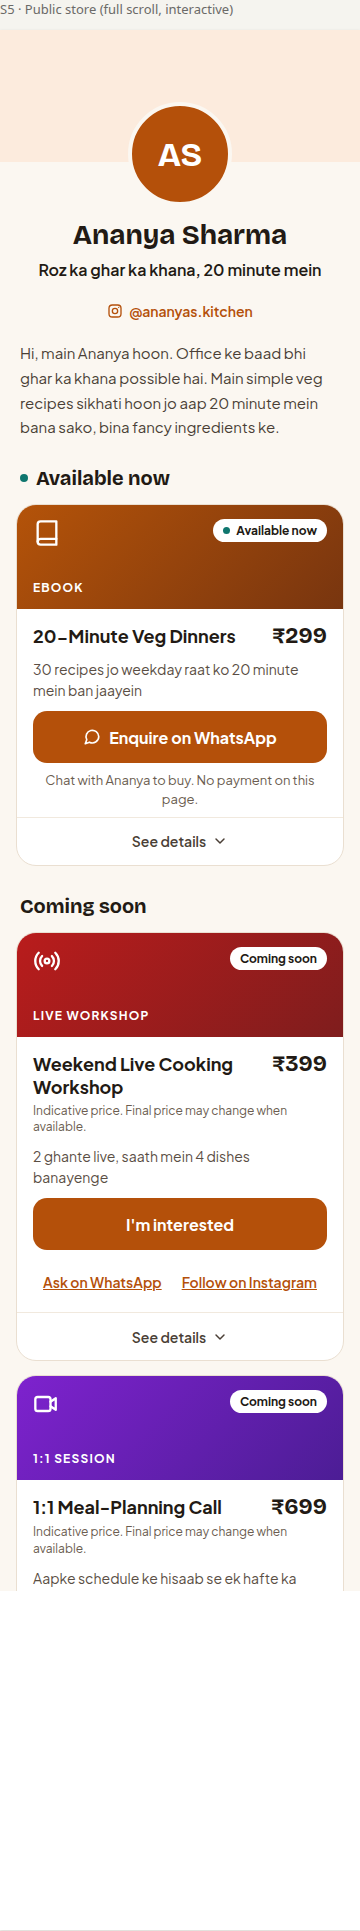 S5 · Public store (full scroll, interactive)
AS
Ananya Sharma
Roz ka ghar ka khana, 20 minute mein
@ananyas.kitchen
Hi, main Ananya hoon. Office ke baad bhi
ghar ka khana possible hai. Main simple veg
recipes sikhati hoon jo aap 20 minute mein
bana sako, bina fancy ingredients ke.
Available now
Available now
EBOOK
20-Minute Veg Dinners ₹299
30 recipes jo weekday raat ko 20 minute
mein ban jaayein
Enquire on WhatsApp
Chat with Ananya to buy. No payment on this
page.
See details
Coming soon
Coming soon
LIVE WORKSHOP
Weekend Live Cooking ₹399
Workshop
Indicative price. Final price may change when
available.
2 ghante live, saath mein 4 dishes
banayenge
I'm interested
Ask on WhatsApp Follow on Instagram
See details
Coming soon
1:1 SESSION
1:1 Meal-Planning Call ₹699
Indicative price. Final price may change when
available.
Aapke schedule ke hisaab se ek hafte ka